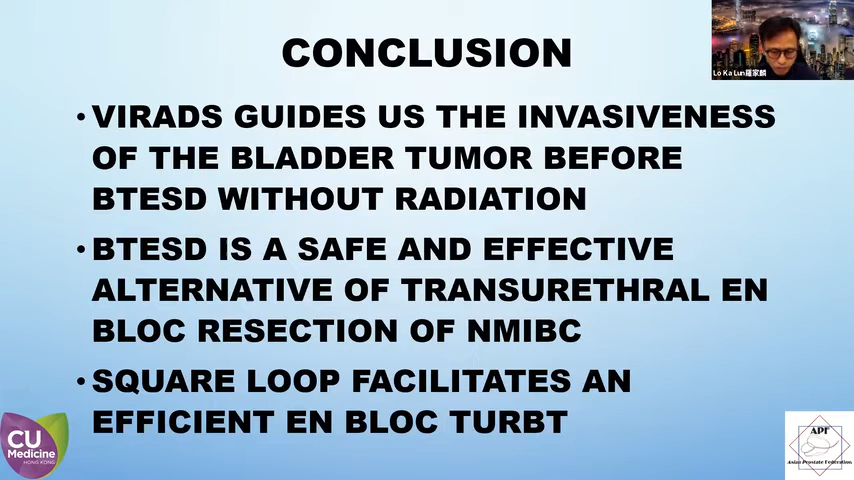 CONCLUSION
Lo Ka Lun羅家麟
• VIRADS GUIDES US THE INVASIVENESS
OF THE BLADDER TUMOR BEFORE
BTESD WITHOUT RADIATION
• BTESD IS A SAFE AND EFFECTIVE
ALTERNATIVE OF TRANSURETHRAL EN
BLOC RESECTION OF NMIBC
• SQUARE LOOP FACILITATES AN
EFFICIENT EN BLOC TURBT
CU
Medicine
HONG KONG
APF
Asian Prostate Federation